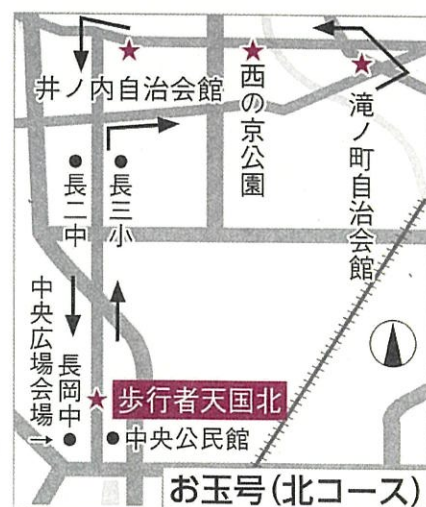 井ノ内自治会館
西の京公園
滝ノ町自治会館
長二中
長三小
中央広場会場→
長岡中
歩行者天国北
中央公民館
お玉号(北コース)